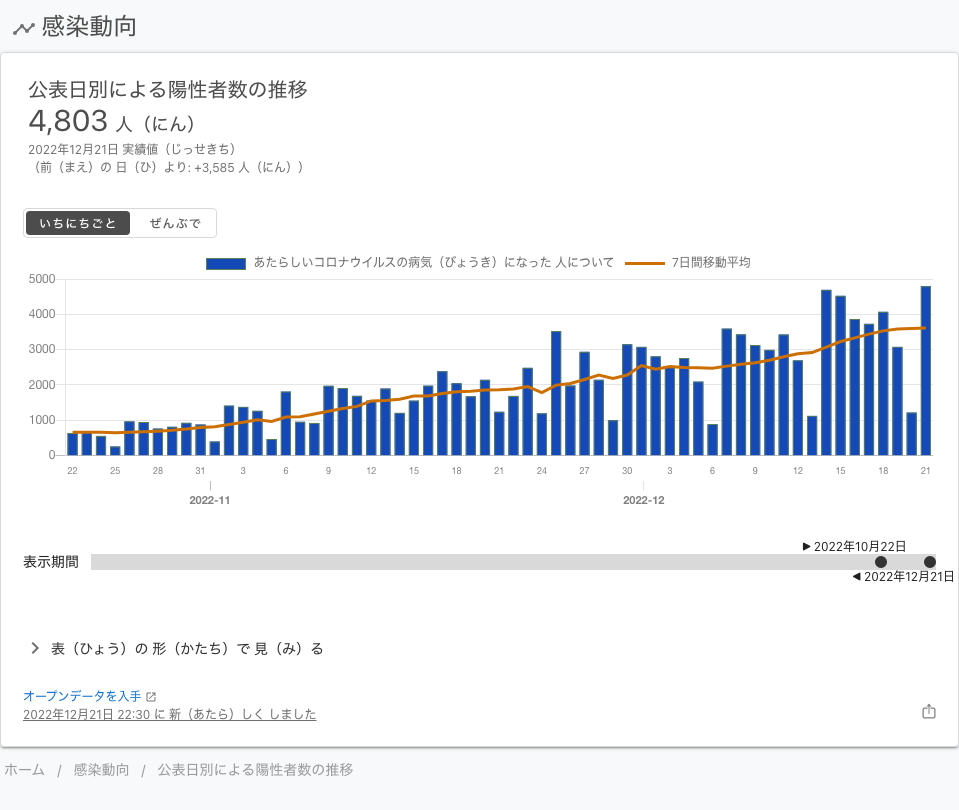 感染動向
公表日別による陽性者数の推移
4,803 人（にん）
2022年12月21日 実績値（じっせきち）
（前（まえ）の 日（ひ）より: +3,585 人（にん））
いちにちごと ぜんぶで
あたらしいコロナウイルスの病気（びょうき）になった 人について 7日間移動平均
5000
4000
3000
2000
1000
0
22 25 28 31 3 6 9 12 15 18 21 24 27 30 3 6 9 12 15 18 21
2022-11 2022-12
2022年10月22日
表示期間
2022年12月21日
表（ひょう）の 形（かたち）で 見（み）る
オープンデータを入手
2022年12月21日 22:30 に 新（あたら）しく しました
ホーム / 感染動向 / 公表日別による陽性者数の推移